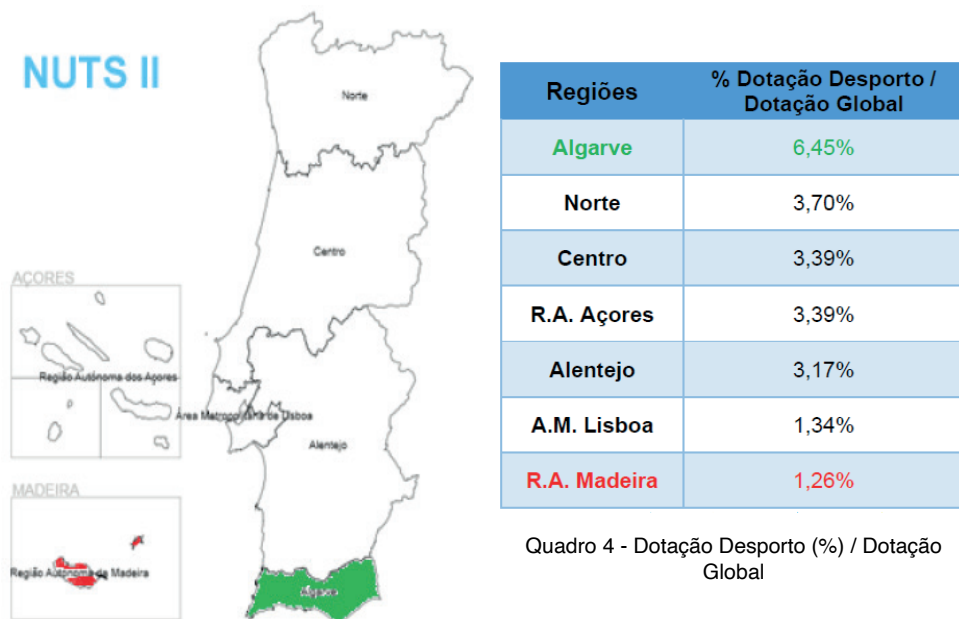 NUTS II
Norte
Centro
AÇORES
Região Autónoma dos Açores
Área Metropolitana de Lisboa
Alentejo
MADEIRA
Região Autónoma da Madeira
Algarve
Regiões
% Dotação Desporto /
Dotação Global
Algarve 6,45%
Norte 3,70%
Centro 3,39%
R.A. Açores 3,39%
Alentejo 3,17%
A.M. Lisboa 1,34%
R.A. Madeira 1,26%
Quadro 4 - Dotação Desporto (%) / Dotação
Global